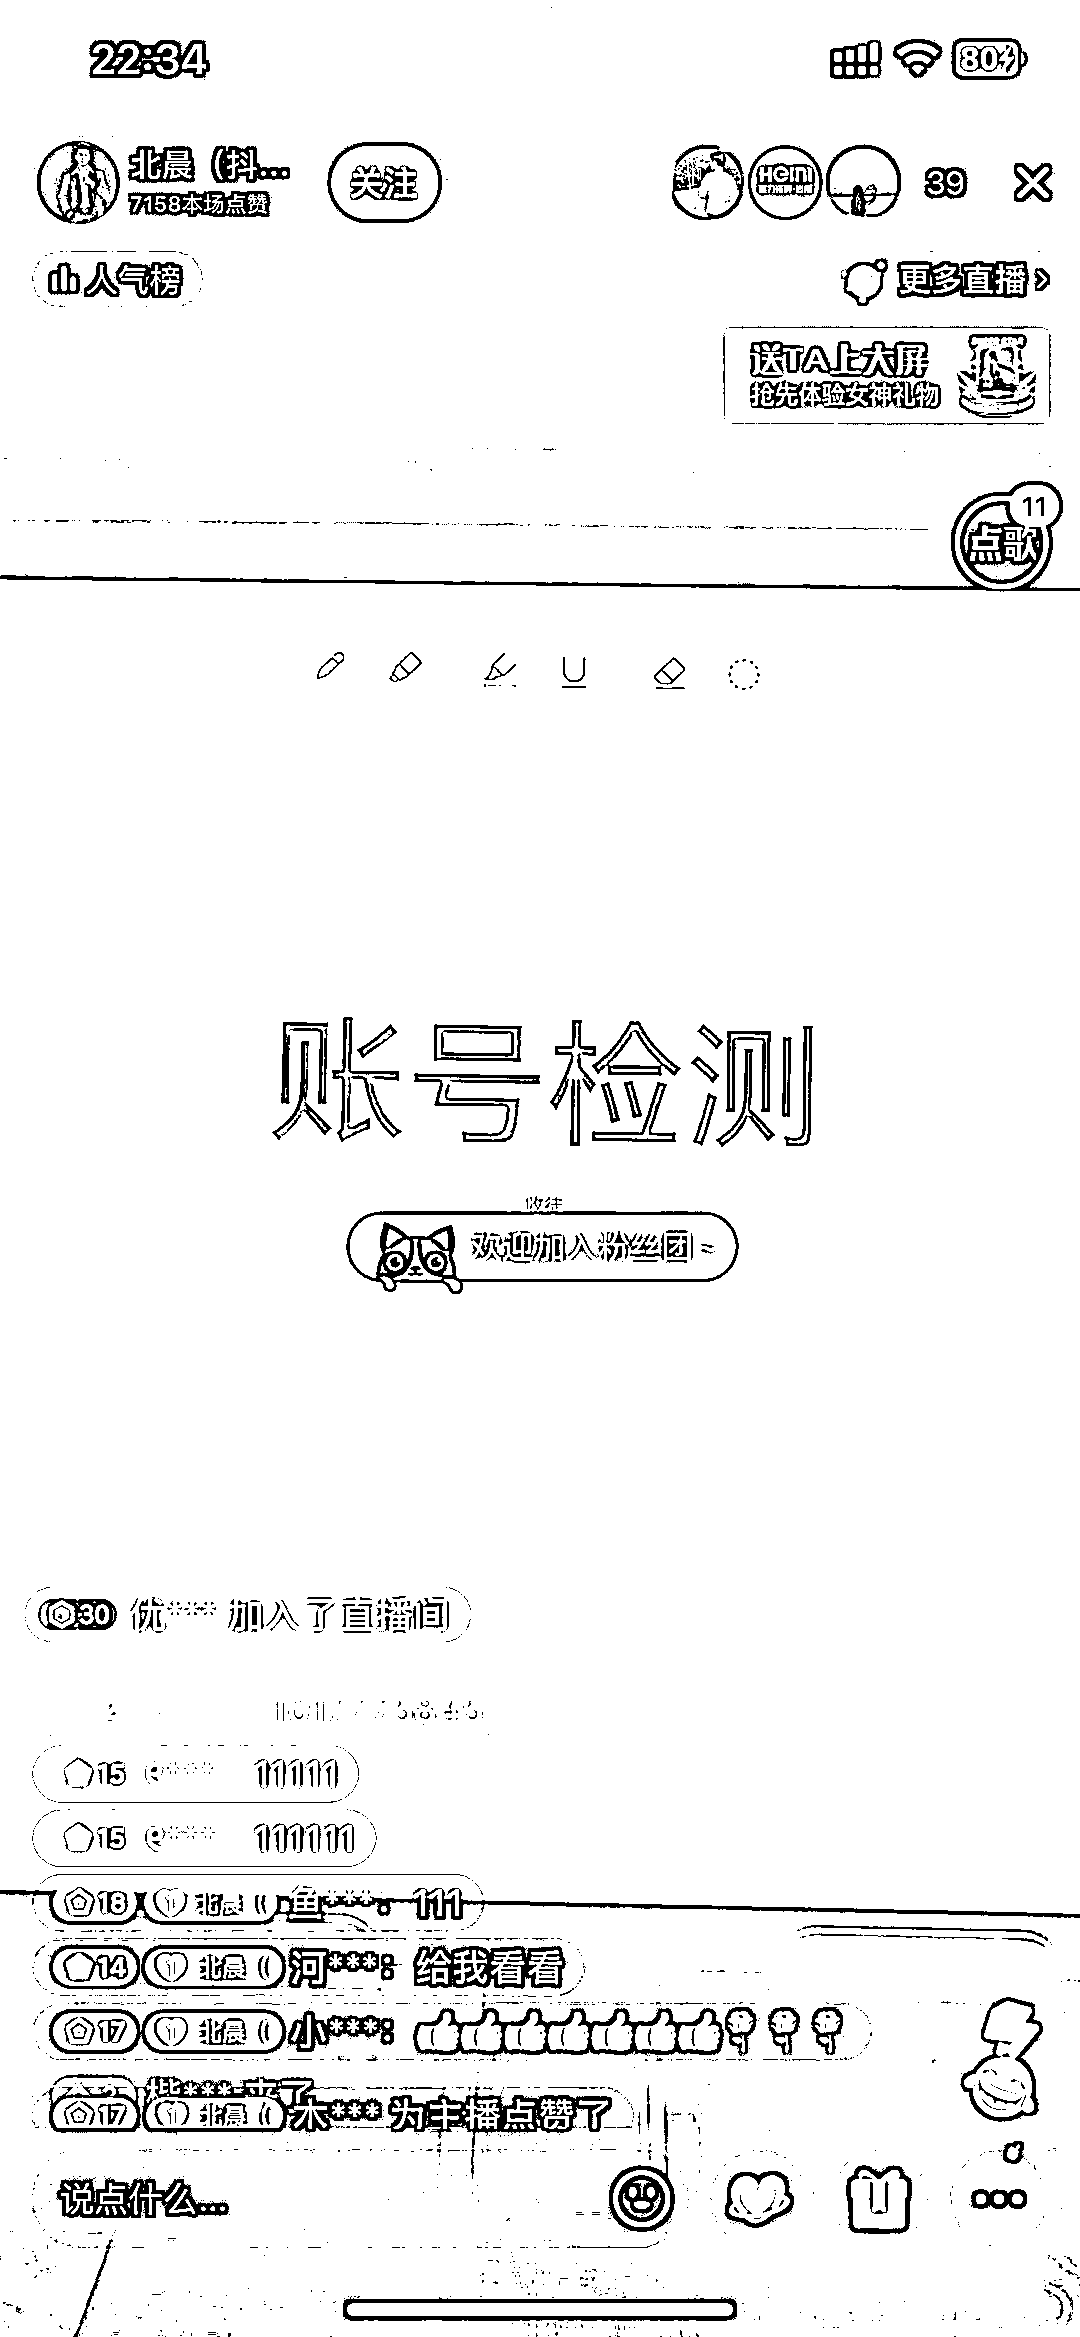 22:34
80
北晨（抖...
7158本场点赞
关注
39
人气榜
更多直播
送TA上大屏
抢先体验女神礼物
11
点歌
账号检测
收徒
欢迎加入粉丝团
30 优*** 加入了直播间
15 e**** 11111
15 e**** 111111
18 北晨（ 鱼***： 111
14 北晨（ 河***： 给我看看
17 北晨（ 小***：
17 北晨（ 木*** 为主播点赞了
说点什么...